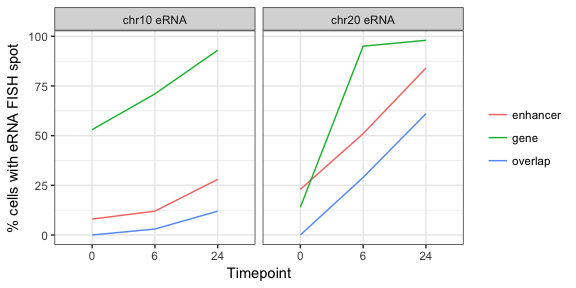 chr10 eRNA
chr20 eRNA
% cells with eRNA FISH spot
100
75
50
25
0
0
6
24
0
6
24
Timepoint
enhancer
gene
overlap